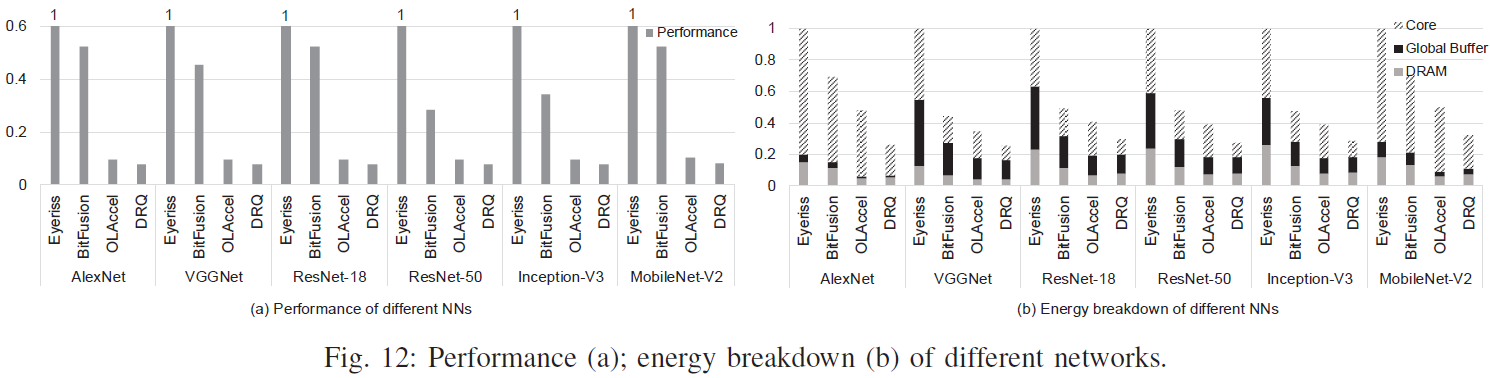 1 1 1 1 1 1
0.6
0.4
0.2
0
Performance
Eyeriss BitFusion OLAccel DRQ Eyeriss BitFusion OLAccel DRQ Eyeriss BitFusion OLAccel DRQ Eyeriss BitFusion OLAccel DRQ Eyeriss BitFusion OLAccel DRQ Eyeriss BitFusion OLAccel DRQ
AlexNet VGGNet ResNet-18 ResNet-50 Inception-V3 MobileNet-V2
(a) Performance of different NNs
1
0.8
0.6
0.4
0.2
0
Core
Global Buffer
DRAM
Eyeriss BitFusion OLAccel DRQ Eyeriss BitFusion OLAccel DRQ Eyeriss BitFusion OLAccel DRQ Eyeriss BitFusion OLAccel DRQ Eyeriss BitFusion OLAccel DRQ Eyeriss BitFusion OLAccel DRQ
AlexNet VGGNet ResNet-18 ResNet-50 Inception-V3 MobileNet-V2
(b) Energy breakdown of different NNs
Fig. 12: Performance (a); energy breakdown (b) of different networks.